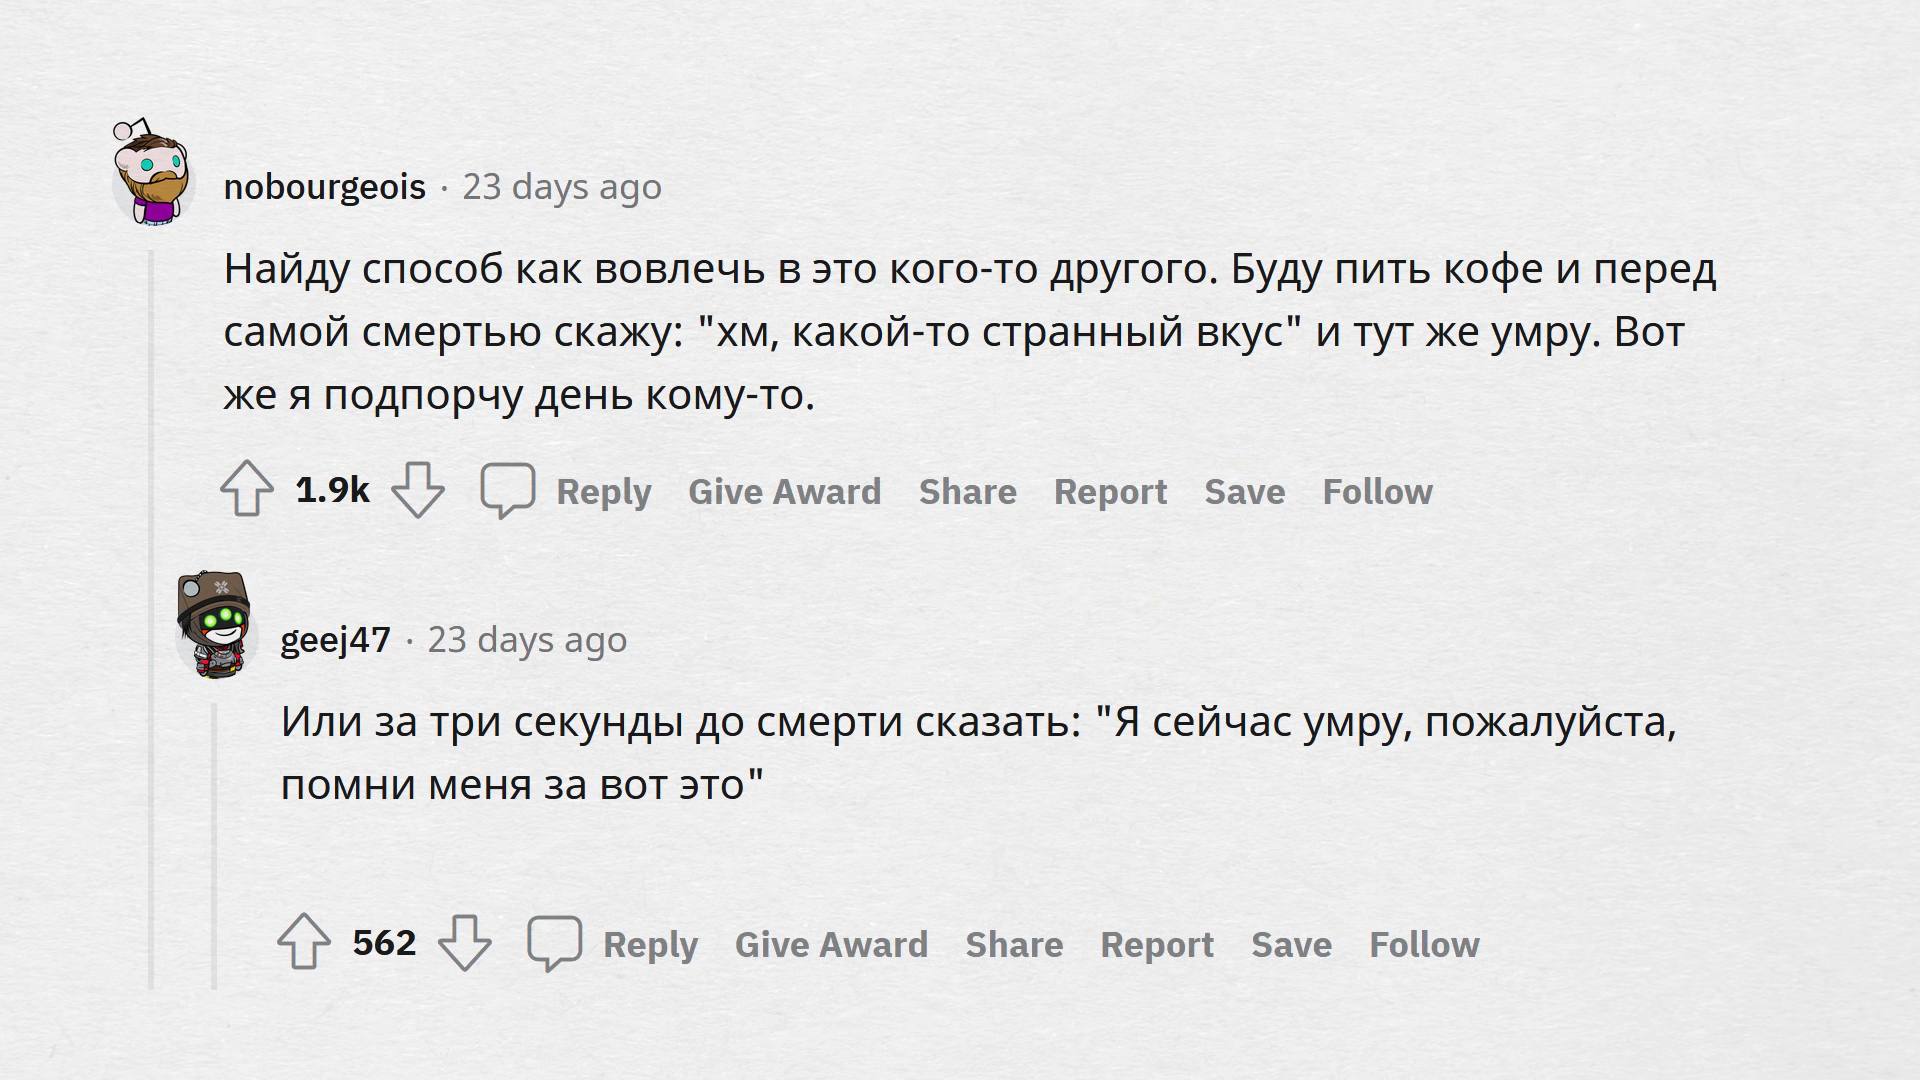 nobourgeois · 23 days ago
Найду способ как вовлечь в это кого-то другого. Буду пить кофе и перед
самой смертью скажу: "хм, какой-то странный вкус" и тут же умру. Вот
же я подпорчу день кому-то.
1.9k Reply Give Award Share Report Save Follow
geej47 · 23 days ago
Или за три секунды до смерти сказать: "Я сейчас умру, пожалуйста,
помни меня за вот это"
562 Reply Give Award Share Report Save Follow